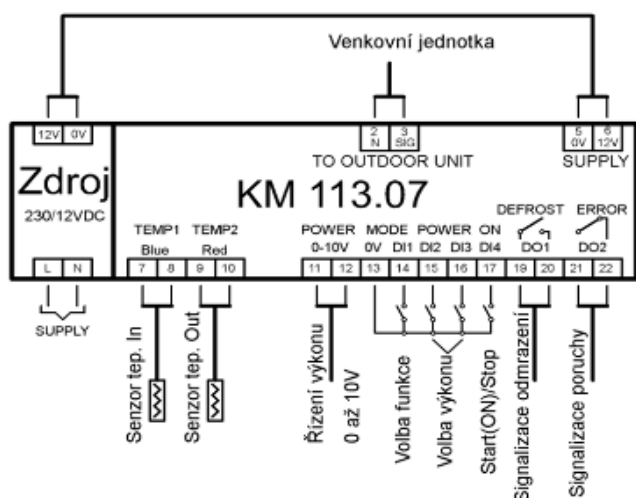 Venkovní jednotka
12V 0V
2 3 5 6
N SIG 0V 12V
TO OUTDOOR UNIT SUPPLY
Zdroj
230/12VDC
KM 113.07
DEFROST ERROR
TEMP1 TEMP2 POWER MODE POWER ON
Blue Red 0-10V 0V DI1 DI2 DI3 DI4 DO1 DO2
L N 7 8 9 10 11 12 13 14 15 16 17 19 20 21 22
SUPPLY
Senzor tep. In
Senzor tep. Out
Řízení výkonu
0 až 10V
Volba funkce
Volba výkonu
Start(ON)/Stop
Signalizace odmrazení
Signalizace poruchy